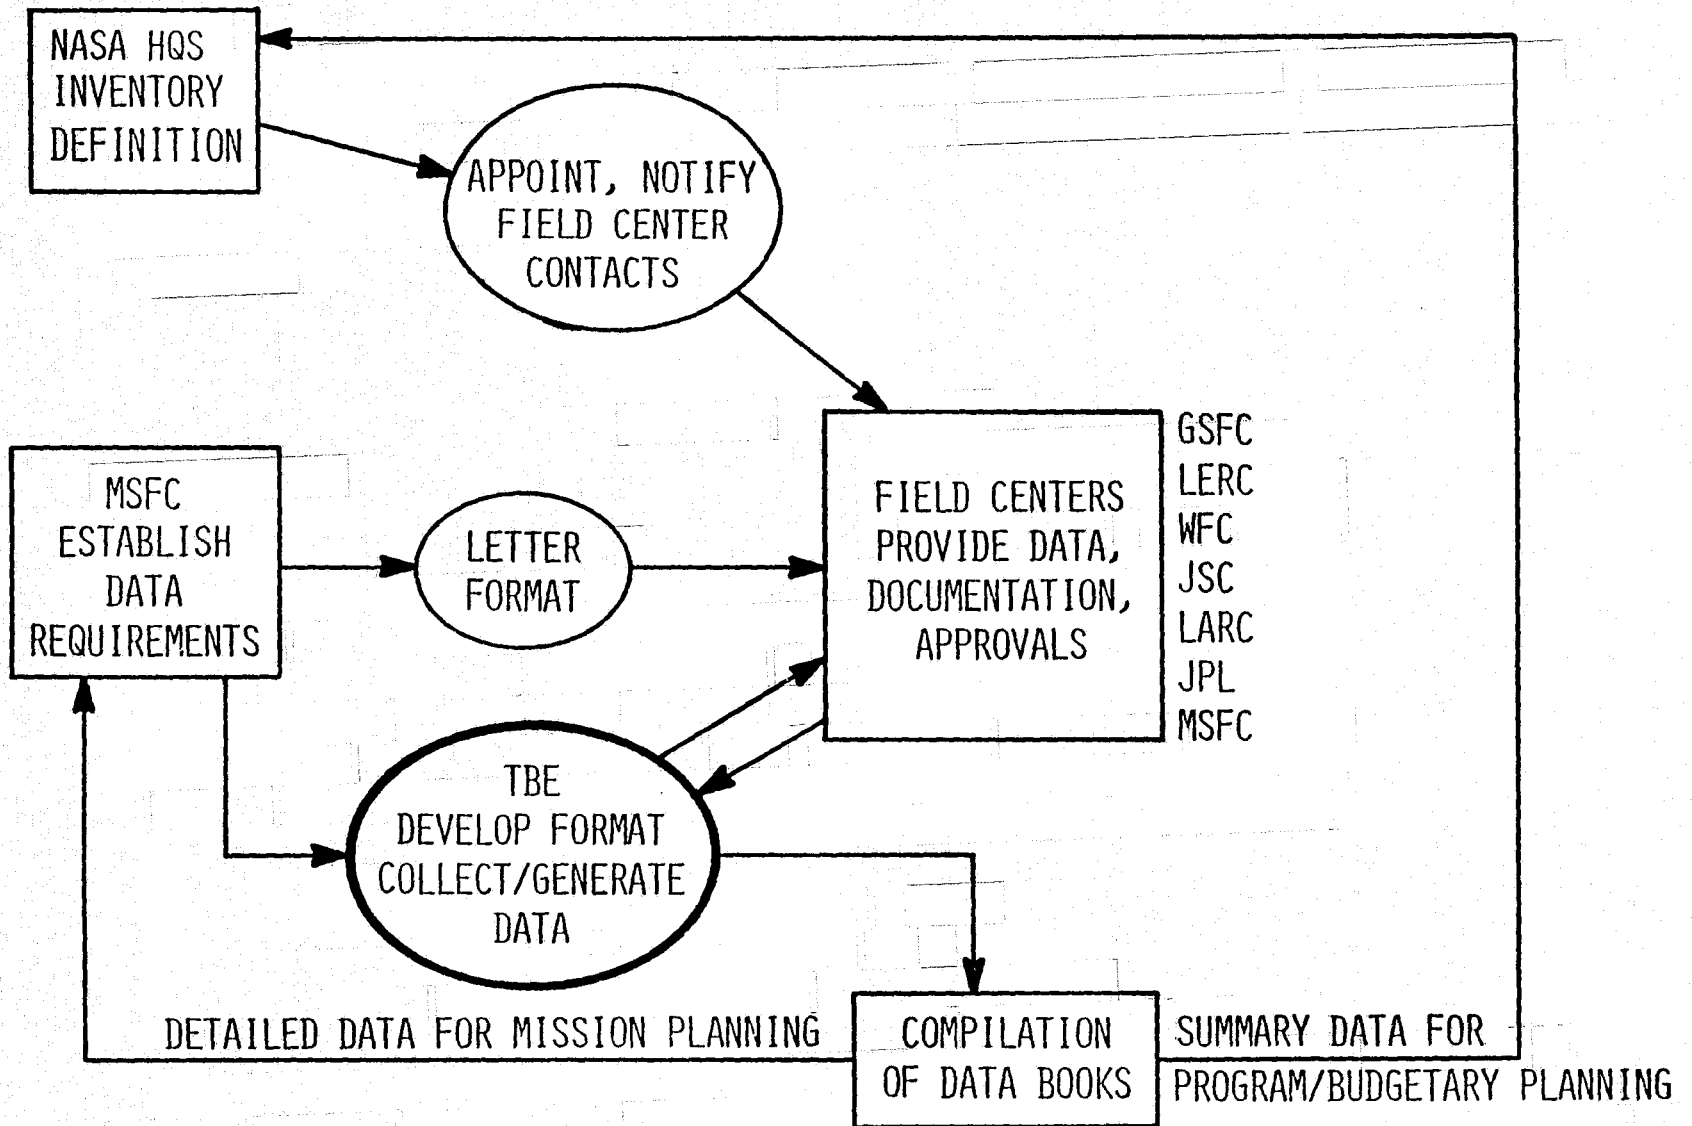 NASA HQS
INVENTORY
DEFINITION
APPOINT, NOTIFY
FIELD CENTER
CONTACTS
MSFC
ESTABLISH
DATA
REQUIREMENTS
LETTER
FORMAT
FIELD CENTERS
PROVIDE DATA,
DOCUMENTATION,
APPROVALS
GSFC
LERC
WFC
JSC
LARC
JPL
MSFC
TBE
DEVELOP FORMAT
COLLECT/GENERATE
DATA
DETAILED DATA FOR MISSION PLANNING
COMPILATION
OF DATA BOOKS
SUMMARY DATA FOR
PROGRAM/BUDGETARY PLANNING